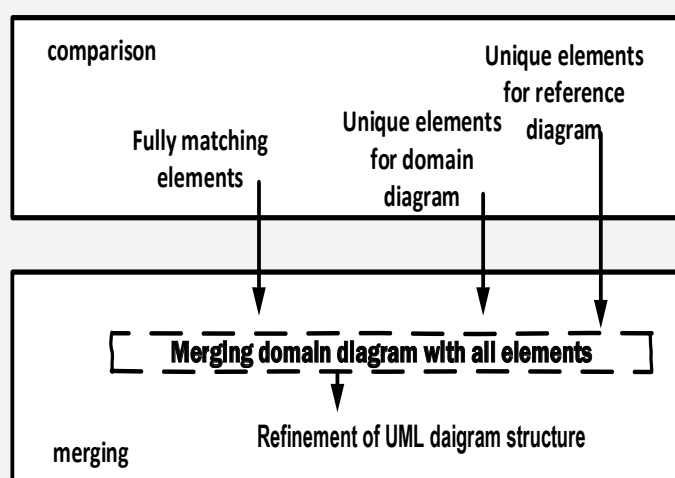 comparison
Fully matching
elements
Unique elements
for domain
diagram
Unique elements
for reference
diagram
Merging domain diagram with all elements
Refinement of UML daigram structure
merging